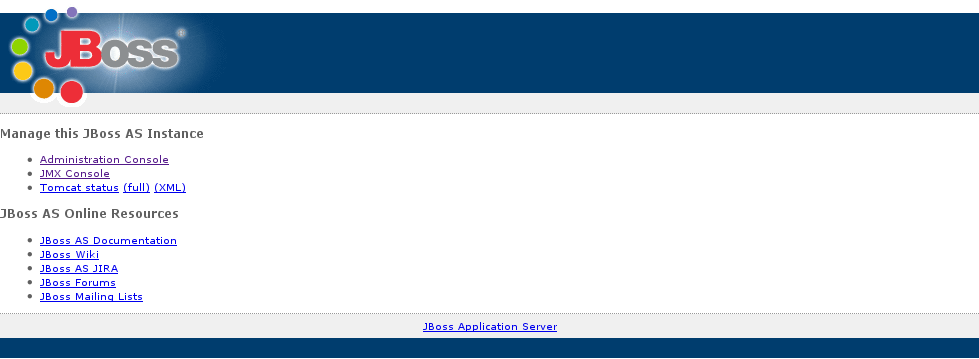 JBoss®
Manage this JBoss AS Instance
Administration Console
JMX Console
Tomcat status (full) (XML)
JBoss AS Online Resources
JBoss AS Documentation
JBoss Wiki
JBoss AS JIRA
JBoss Forums
JBoss Mailing Lists
JBoss Application Server